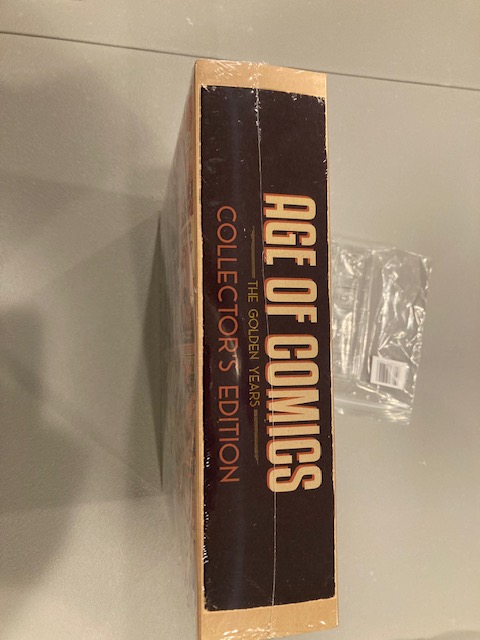 AGE OF COMICS
THE GOLDEN YEARS
COLLECTOR'S EDITION